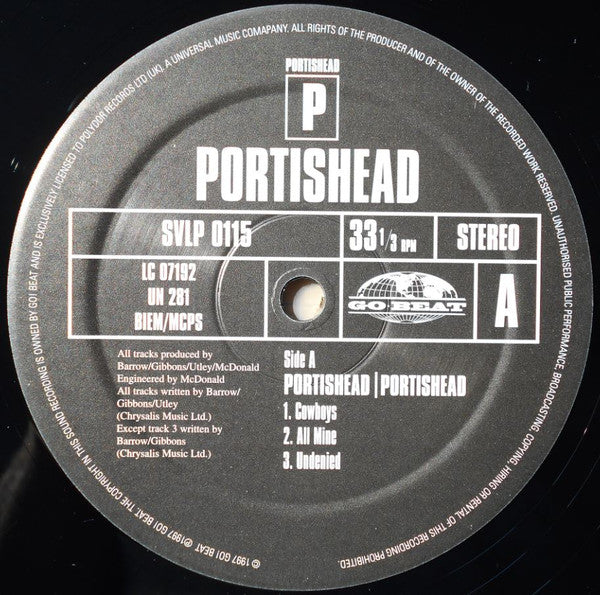 PORTISHEAD
P
PORTISHEAD
SVLP 0115
33 1/3 RPM
STEREO
LC 07192
UN 281
BIEM/MCPS
GO·BEAT
A
All tracks produced by
Barrow/Gibbons/Utley/McDonald
Engineered by McDonald
All tracks written by Barrow/
Gibbons/Utley
(Chrysalis Music Ltd.)
Except track 3 written by
Barrow/Gibbons
(Chrysalis Music Ltd.)
Side A
PORTISHEAD|PORTISHEAD
1. Cowboys
2. All Mine
3. Undenied
© 1997 GO! BEAT ℗1997 GO! BEAT. THE COPYRIGHT IN THIS SOUND RECORDING IS OWNED BY GO! BEAT AND IS EXCLUSIVELY LICENSED TO POLYDOR RECORDS LTD (UK). A UNIVERSAL MUSIC COMAPANY. ALL RIGHTS OF THE PRODUCER AND OF THE OWNER OF THE RECORDED WORK RESERVED. UNAUTHORISED PUBLIC PERFORMANCE, BROADCASTING, COPYING, HIRING OR RENTAL OF THIS RECORDING PROHIBITED.